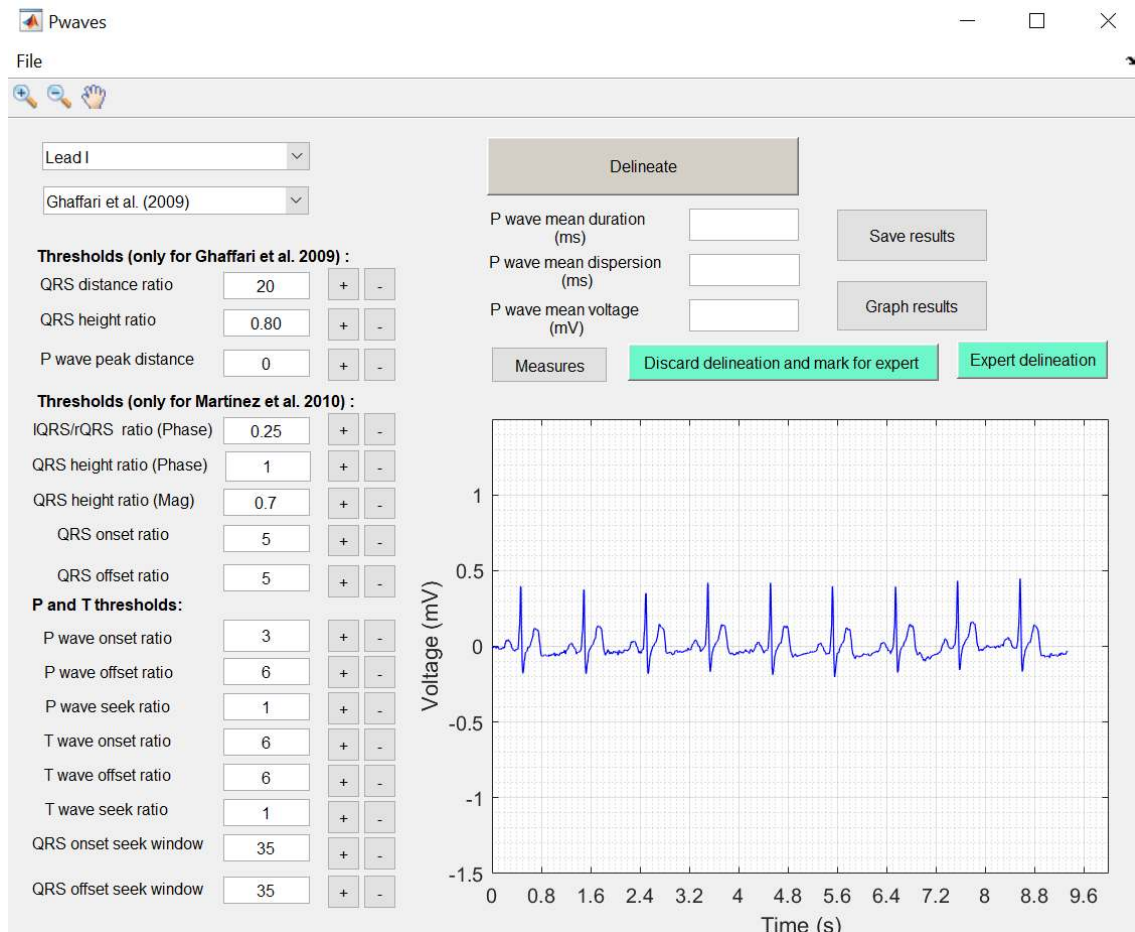 Pwaves
File
Lead I
Ghaffari et al. (2009)
Thresholds (only for Ghaffari et al. 2009) :
QRS distance ratio 20 + -
QRS height ratio 0.80 + -
P wave peak distance 0 + -
Thresholds (only for Martínez et al. 2010) :
lQRS/rQRS ratio (Phase) 0.25 + -
QRS height ratio (Phase) 1 + -
QRS height ratio (Mag) 0.7 + -
QRS onset ratio 5 + -
QRS offset ratio 5 + -
P and T thresholds:
P wave onset ratio 3 + -
P wave offset ratio 6 + -
P wave seek ratio 1 + -
T wave onset ratio 6 + -
T wave offset ratio 6 + -
T wave seek ratio 1 + -
QRS onset seek window 35 + -
QRS offset seek window 35 + -
Delineate
P wave mean duration
(ms)
P wave mean dispersion
(ms)
P wave mean voltage
(mV)
Save results
Graph results
Measures
Discard delineation and mark for expert
Expert delineation
Voltage (mV)
1
0.5
0
-0.5
-1
-1.5
0 0.8 1.6 2.4 3.2 4 4.8 5.6 6.4 7.2 8 8.8 9.6
Time (s)